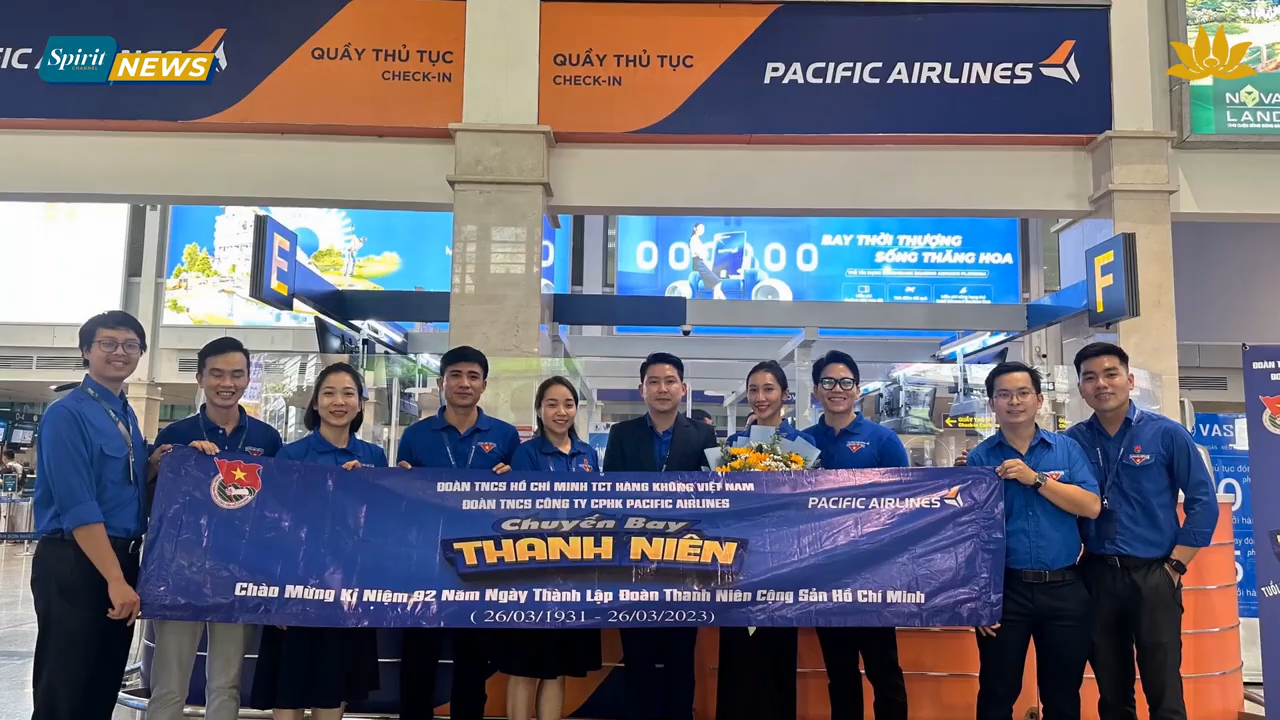 Spirit
CHANNEL
NEWS
QUẦY THỦ TỤC
CHECK-IN
QUẦY THỦ TỤC
CHECK-IN
PACIFIC AIRLINES
NOVA
LAND
E
F
BAY THỜI THƯỢNG
SỐNG THĂNG HOA
ĐOÀN TNCS HỒ CHÍ MINH TCT HÀNG KHÔNG VIỆT NAM
ĐOÀN TNCS CÔNG TY CPHK PACIFIC AIRLINES
PACIFIC AIRLINES
Chuyến Bay
THANH NIÊN
Chào Mừng Kỉ Niệm 92 Năm Ngày Thành Lập Đoàn Thanh Niên Cộng Sản Hồ Chí Minh
( 26/03/1931 - 26/03/2023)